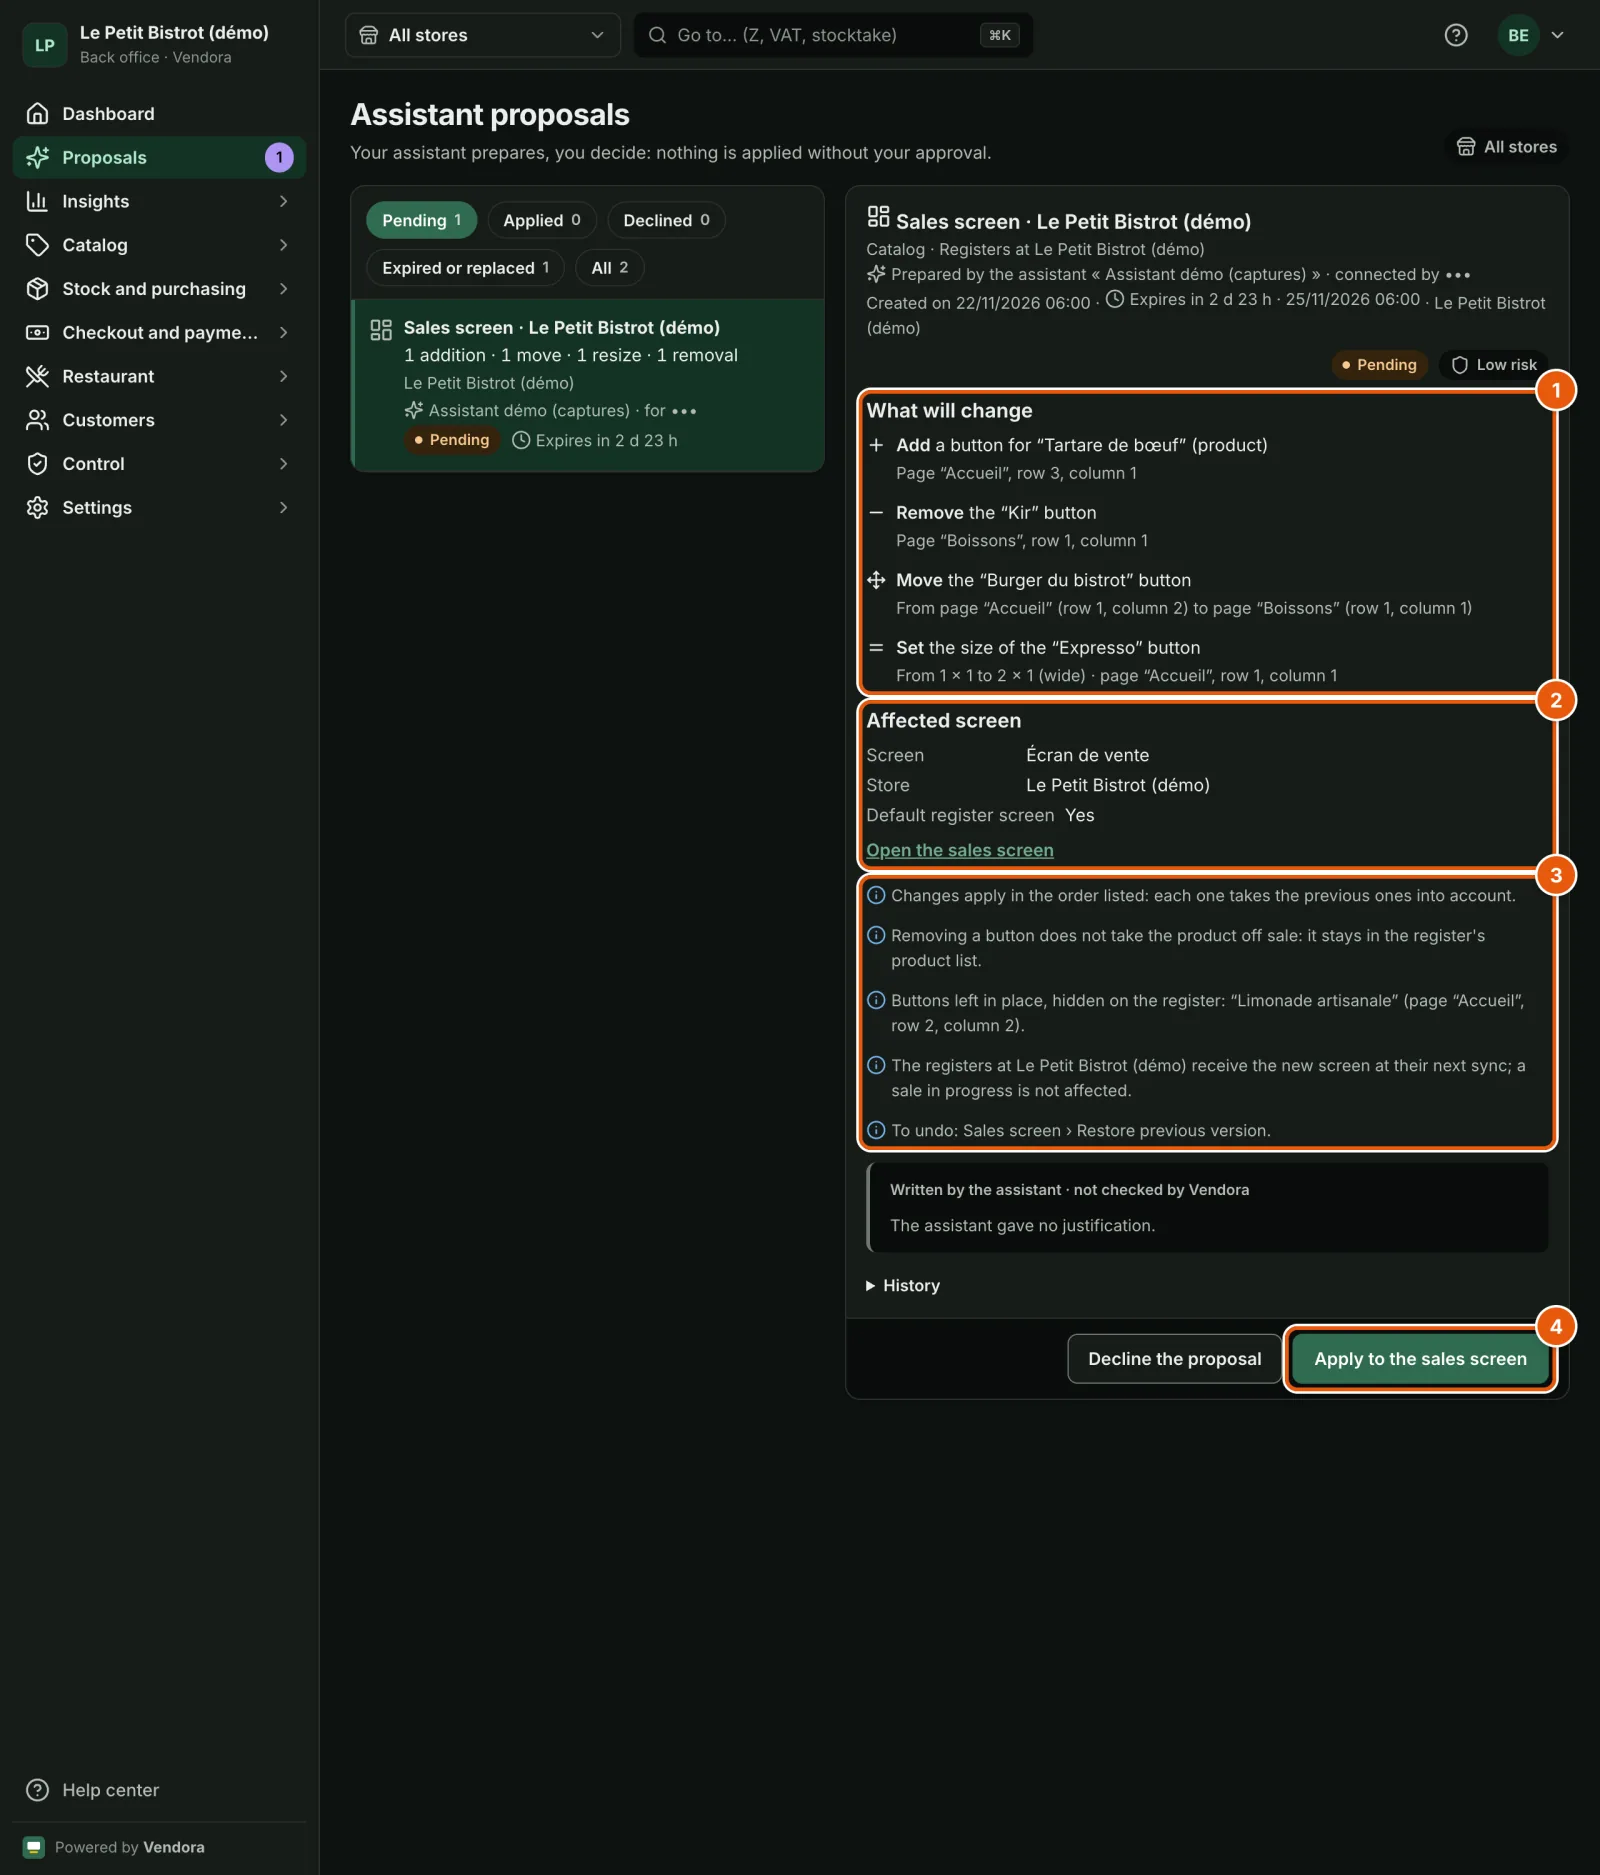 LP
Le Petit Bistrot (démo)
Back office · Vendora
All stores
Go to... (Z, VAT, stocktake)
⌘K
BE
Dashboard
Proposals
1
Insights
Catalog
Stock and purchasing
Checkout and payme...
Restaurant
Customers
Control
Settings
Help center
Powered by Vendora
Assistant proposals
Your assistant prepares, you decide: nothing is applied without your approval.
All stores
Pending 1
Applied 0
Declined 0
Expired or replaced 1
All 2
Sales screen · Le Petit Bistrot (démo)
1 addition · 1 move · 1 resize · 1 removal
Le Petit Bistrot (démo)
Assistant démo (captures) · for •••
Pending
Expires in 2 d 23 h
Sales screen · Le Petit Bistrot (démo)
Catalog · Registers at Le Petit Bistrot (démo)
Prepared by the assistant « Assistant démo (captures) » · connected by •••
Created on 22/11/2026 06:00 · Expires in 2 d 23 h · 25/11/2026 06:00 · Le Petit Bistrot
(démo)
Pending
Low risk
1
What will change
+ Add a button for “Tartare de bœuf” (product)
Page “Accueil”, row 3, column 1
− Remove the “Kir” button
Page “Boissons”, row 1, column 1
Move the “Burger du bistrot” button
From page “Accueil” (row 1, column 2) to page “Boissons” (row 1, column 1)
= Set the size of the “Expresso” button
From 1 × 1 to 2 × 1 (wide) · page “Accueil”, row 1, column 1
2
Affected screen
Screen Écran de vente
Store Le Petit Bistrot (démo)
Default register screen Yes
Open the sales screen
3
Changes apply in the order listed: each one takes the previous ones into account.
Removing a button does not take the product off sale: it stays in the register's
product list.
Buttons left in place, hidden on the register: “Limonade artisanale” (page “Accueil”,
row 2, column 2).
The registers at Le Petit Bistrot (démo) receive the new screen at their next sync; a
sale in progress is not affected.
To undo: Sales screen › Restore previous version.
Written by the assistant · not checked by Vendora
The assistant gave no justification.
History
4
Decline the proposal
Apply to the sales screen